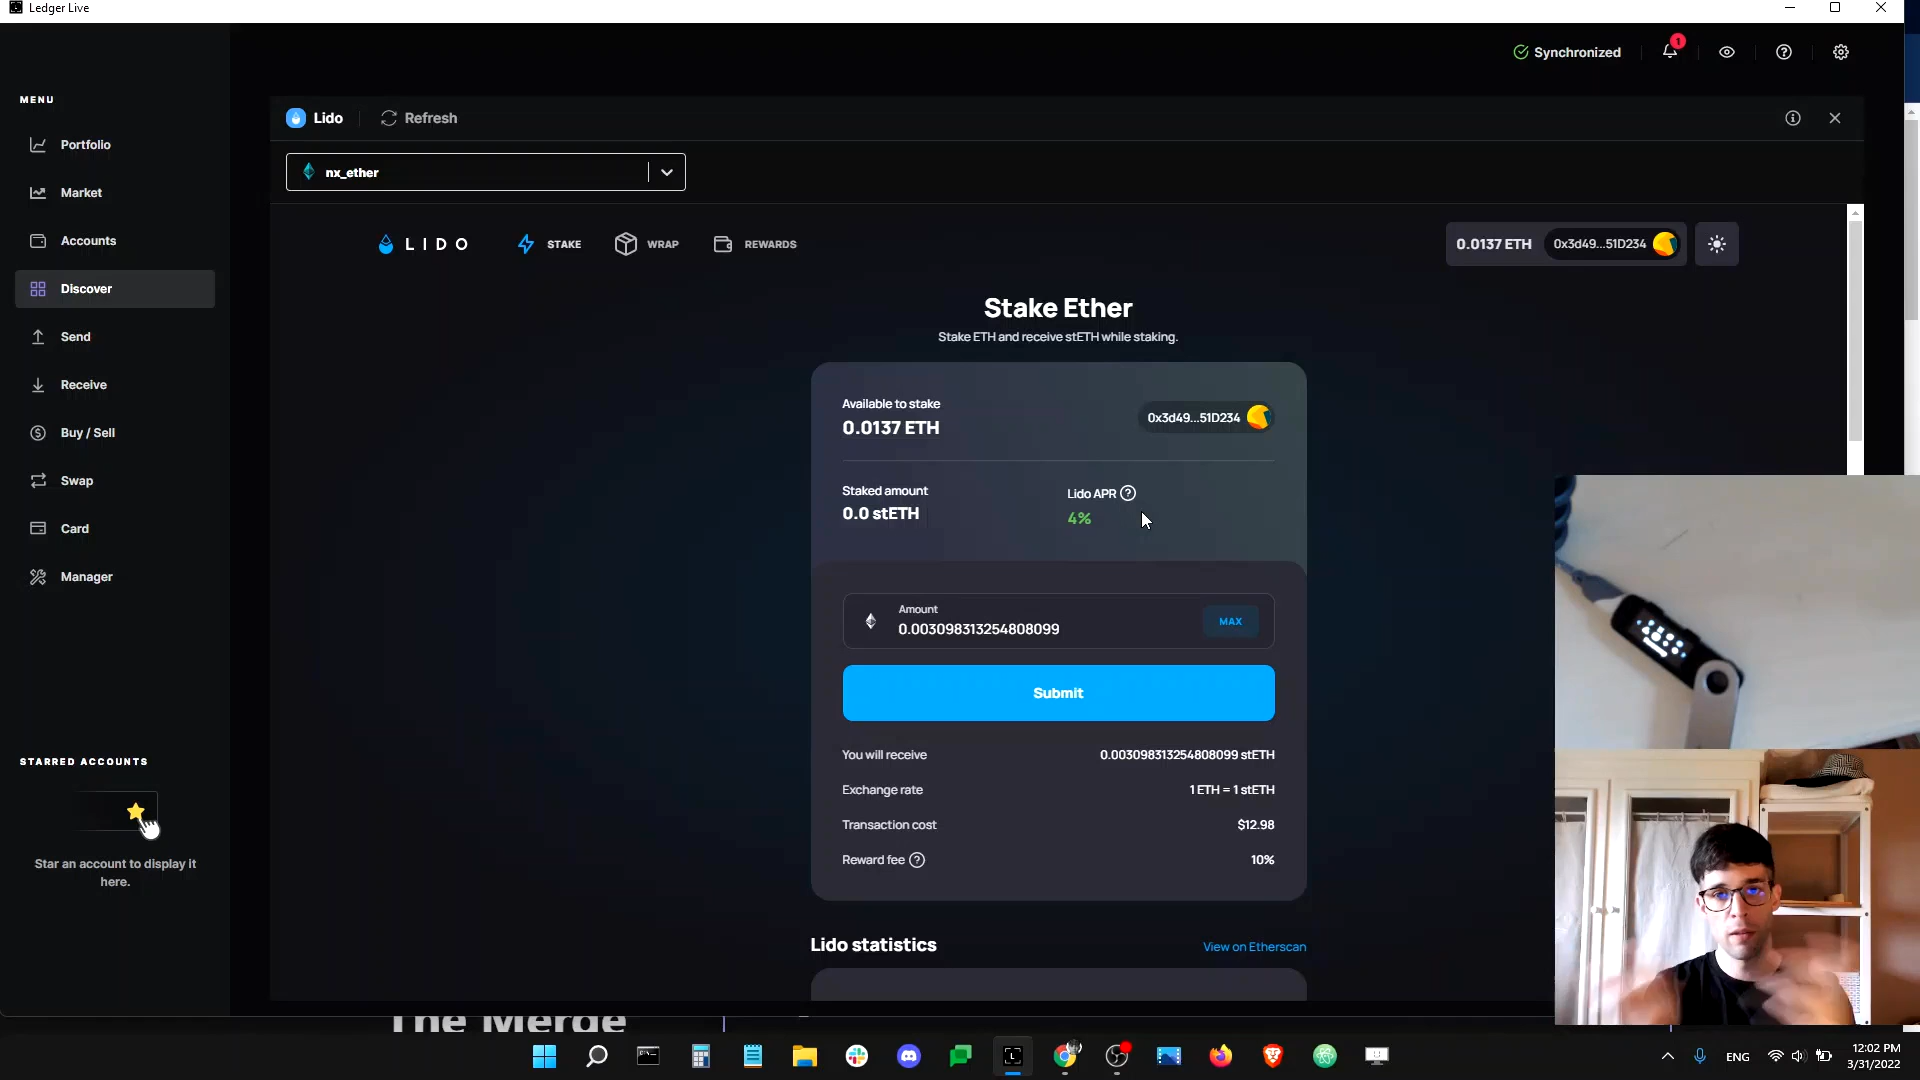 Ledger Live
Synchronized
1
MENU
Portfolio
Market
Accounts
Discover
Send
Receive
Buy / Sell
Swap
Card
Manager
STARRED ACCOUNTS
Star an account to display it
here.
Lido
Refresh
nx_ether
LIDO
STAKE
WRAP
REWARDS
0.0137 ETH
0x3d49...51D234
Stake Ether
Stake ETH and receive stETH while staking.
Available to stake
0.0137 ETH
0x3d49...51D234
Staked amount
0.0 stETH
Lido APR
4%
Amount
0.003098313254808099
MAX
Submit
You will receive
0.003098313254808099 stETH
Exchange rate
1 ETH = 1 stETH
Transaction cost
$12.98
Reward fee
10%
Lido statistics
View on Etherscan
The Merge
ENG
12:02 PM
3/31/2022